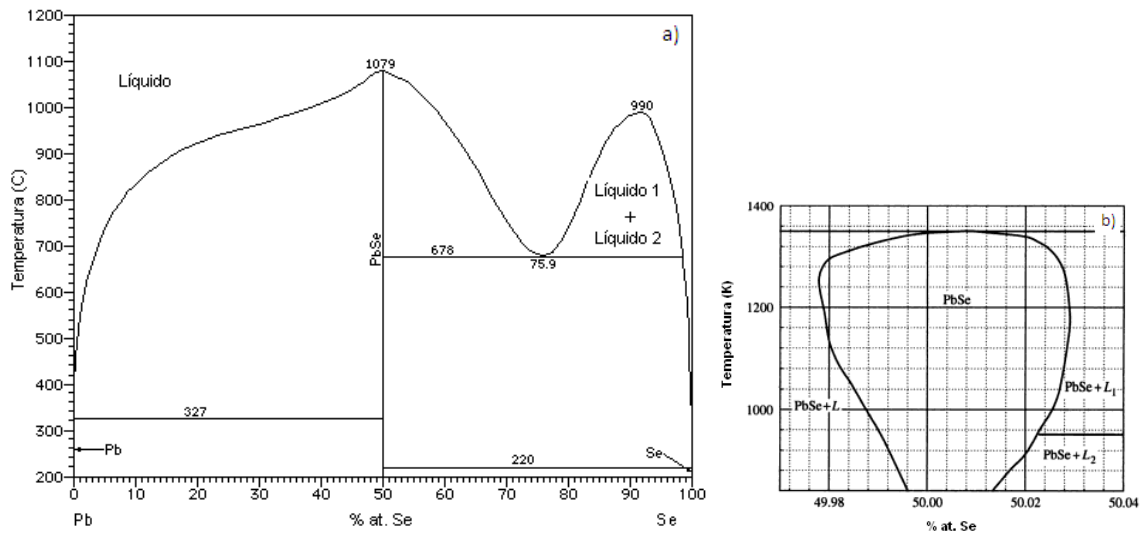 a)
1200
1100
1000
900
800
700
600
500
400
300
200
Temperatura (C)
Líquido
1079
990
Líquido 1
+
Líquido 2
PbSe
678
75.9
327
Pb
220
Se
0
10
20
30
40
50
60
70
80
90
100
Pb
% at. Se
Se
b)
1400
1200
1000
Temperatura (K)
PbSe
PbSe+L
PbSe+L1
PbSe+L2
49.98
50.00
50.02
50.04
% at. Se